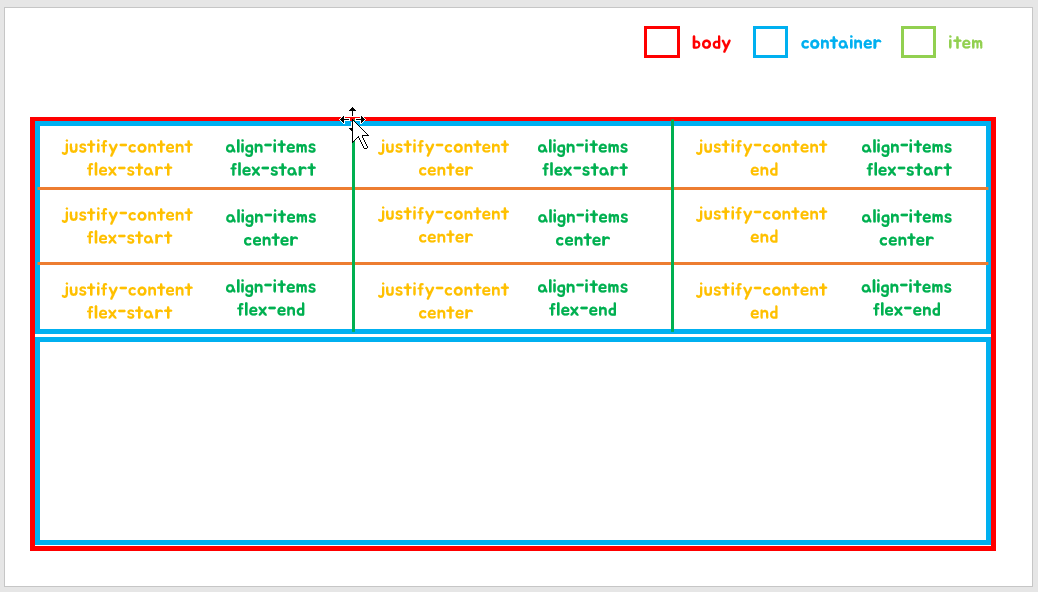 body container item
justify-content align-items justify-content align-items justify-content align-items
flex-start flex-start center flex-start end flex-start
justify-content align-items justify-content align-items justify-content align-items
flex-start center center center end center
justify-content align-items justify-content align-items justify-content align-items
flex-start flex-end center flex-end end flex-end